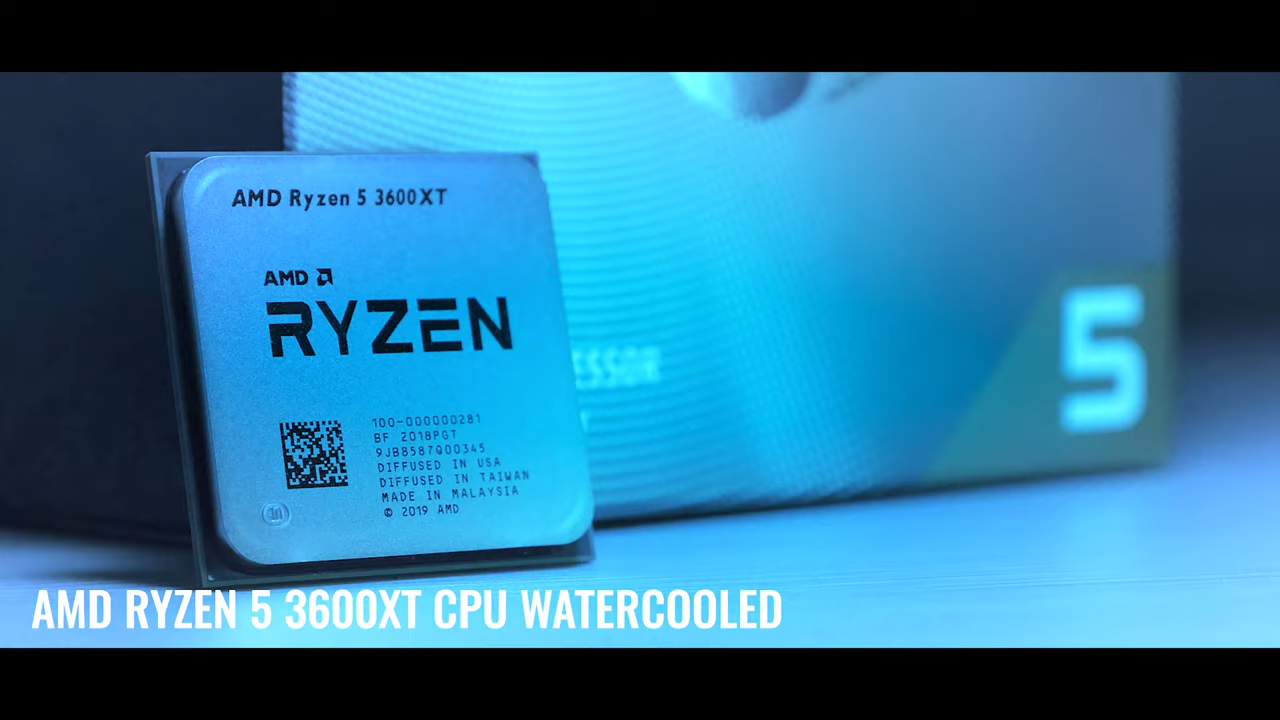 AMD Ryzen 5 3600XT
AMD
RYZEN
100-000000281
BF 2018PGT
9JB8587Q00345
DIFFUSED IN USA
DIFFUSED IN TAIWAN
MADE IN MALAYSIA
© 2019 AMD
ESSOR
5
AMD RYZEN 5 3600XT CPU WATERCOOLED